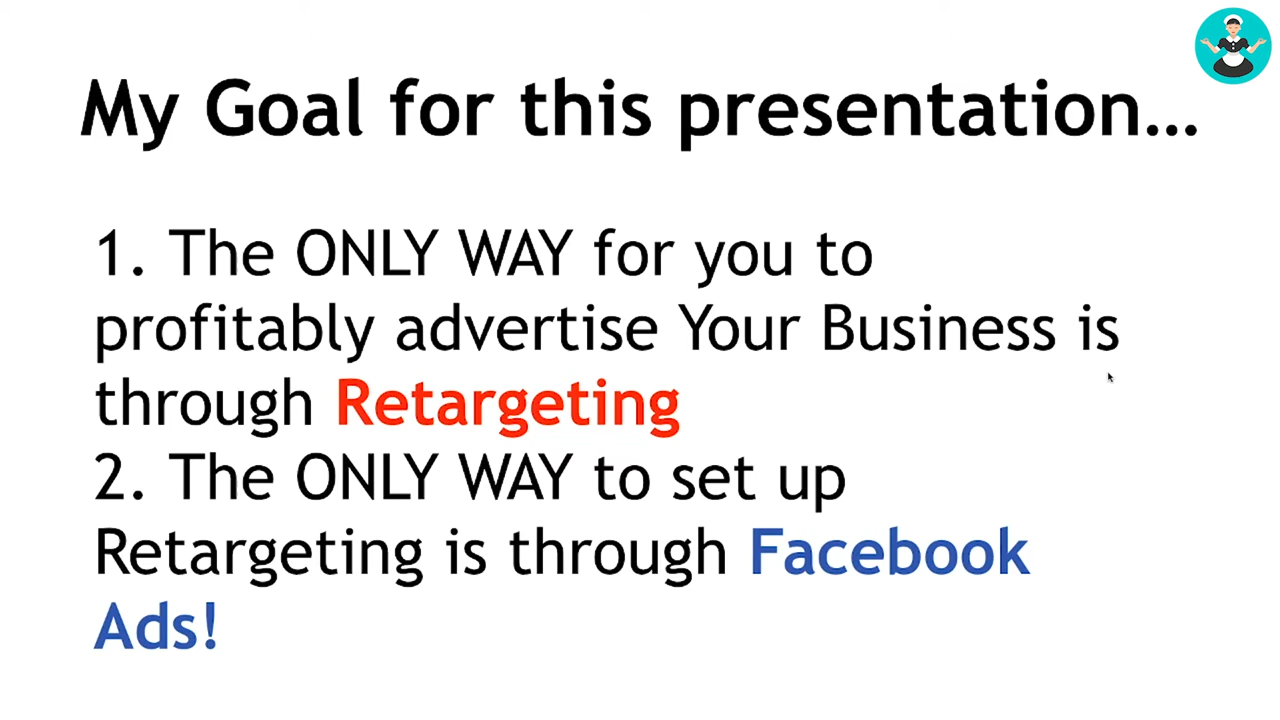 My Goal for this presentation…
1. The ONLY WAY for you to
profitably advertise Your Business is
through Retargeting
2. The ONLY WAY to set up
Retargeting is through Facebook
Ads!